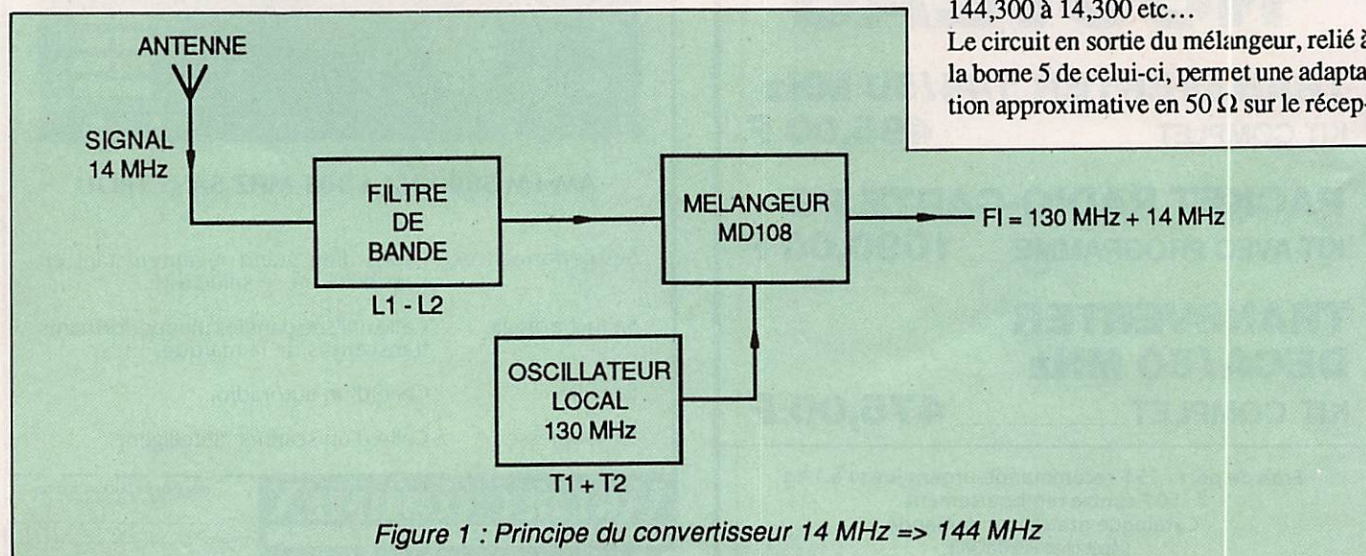 144,300 à 14,300 etc…
Le circuit en sortie du mélangeur, relié à
la borne 5 de celui-ci, permet une adapta-
tion approximative en 50 Ω sur le récep-
ANTENNE
SIGNAL
14 MHz
FILTRE
DE
BANDE
L1 - L2
MELANGEUR
MD108
FI = 130 MHz + 14 MHz
OSCILLATEUR
LOCAL
130 MHz
T1 + T2
Figure 1 : Principe du convertisseur 14 MHz => 144 MHz